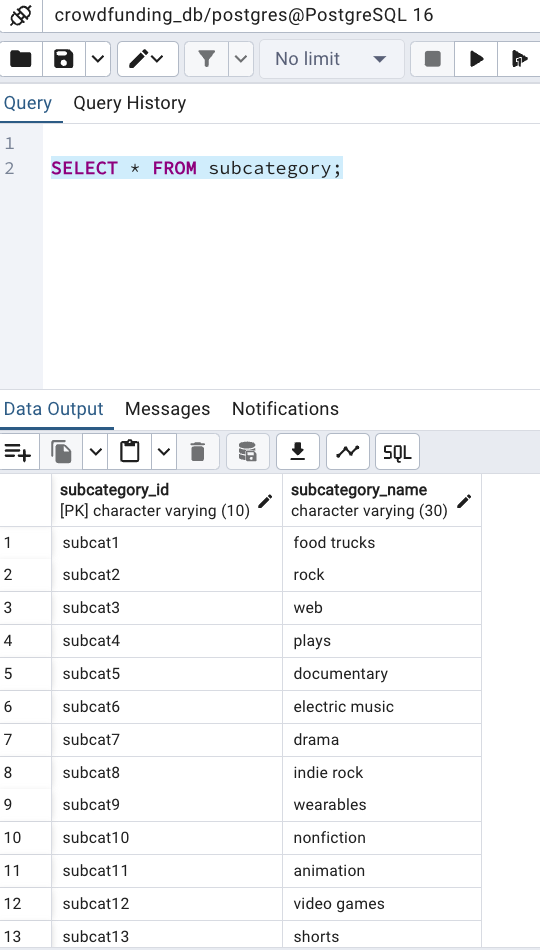 crowdfunding_db/postgres@PostgreSQL 16
No limit
Query Query History
1
2 SELECT * FROM subcategory;
Data Output Messages Notifications
SQL
subcategory_id subcategory_name
[PK] character varying (10) character varying (30)
1 subcat1 food trucks
2 subcat2 rock
3 subcat3 web
4 subcat4 plays
5 subcat5 documentary
6 subcat6 electric music
7 subcat7 drama
8 subcat8 indie rock
9 subcat9 wearables
10 subcat10 nonfiction
11 subcat11 animation
12 subcat12 video games
13 subcat13 shorts